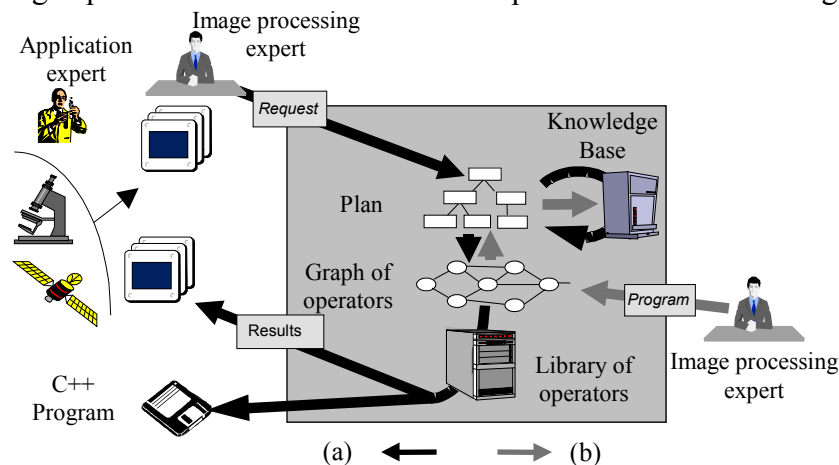 Image processing
expert
Application
expert
Request
Knowledge
Base
Plan
Graph of
operators
Program
Results
Library of
operators
Image processing
expert
C++
Program
(a)
(b)